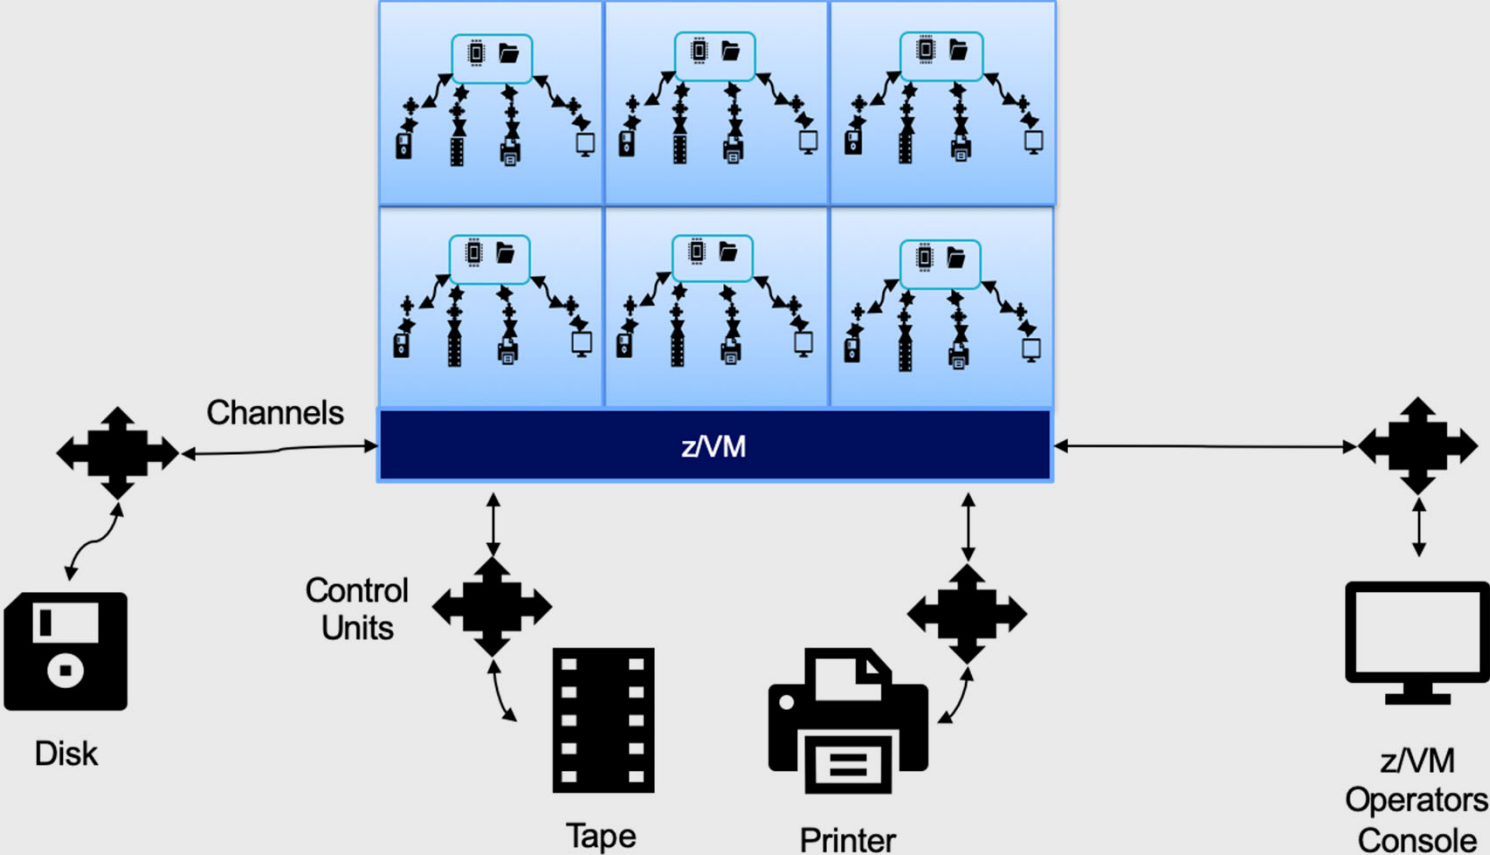 Channels
z/VM
Control
Units
Disk
Tape
Printer
z/VM
Operators
Console